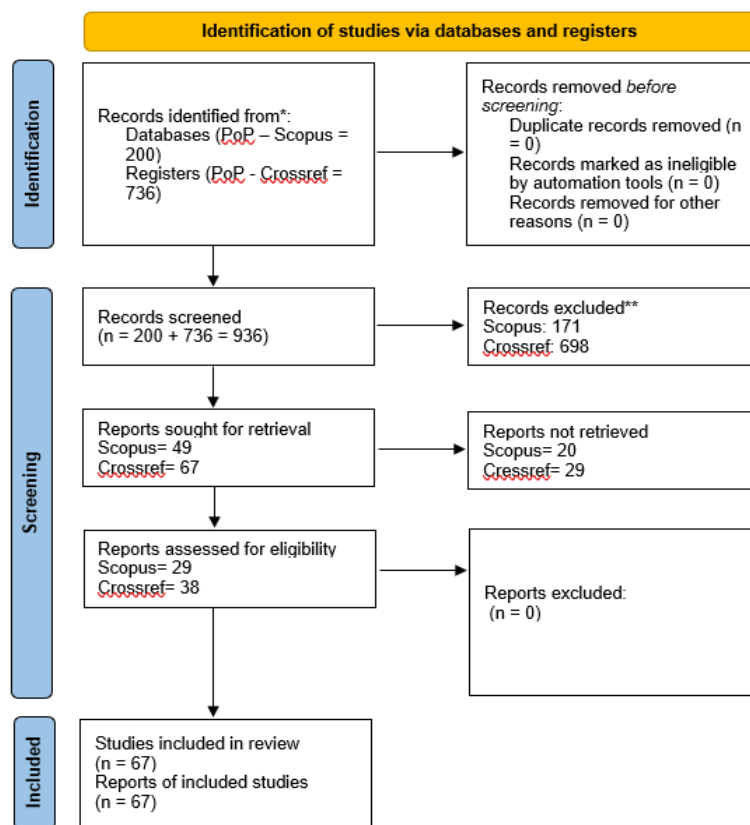 Identification of studies via databases and registers
Identification
Records identified from*:
Databases (PoP – Scopus =
200)
Registers (PoP - Crossref =
736)
Records removed before
screening:
Duplicate records removed (n
= 0)
Records marked as ineligible
by automation tools (n = 0)
Records removed for other
reasons (n = 0)
Screening
Records screened
(n = 200 + 736 = 936)
Records excluded**
Scopus: 171
Crossref: 698
Reports sought for retrieval
Scopus= 49
Crossref= 67
Reports not retrieved
Scopus= 20
Cressref= 29
Reports assessed for eligibility
Scopus= 29
Crossref= 38
Reports excluded:
(n = 0)
Included
Studies included in review
(n = 67)
Reports of included studies
(n = 67)